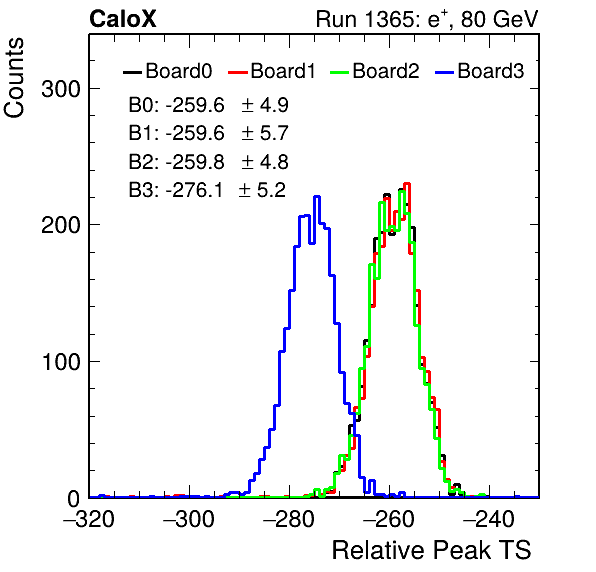 CaloX Run 1365: e⁺, 80 GeV
Counts
Board0 Board1 Board2 Board3
B0: -259.6 ± 4.9
B1: -259.6 ± 5.7
B2: -259.8 ± 4.8
B3: -276.1 ± 5.2
300
200
100
0
−320 −300 −280 −260 −240
Relative Peak TS